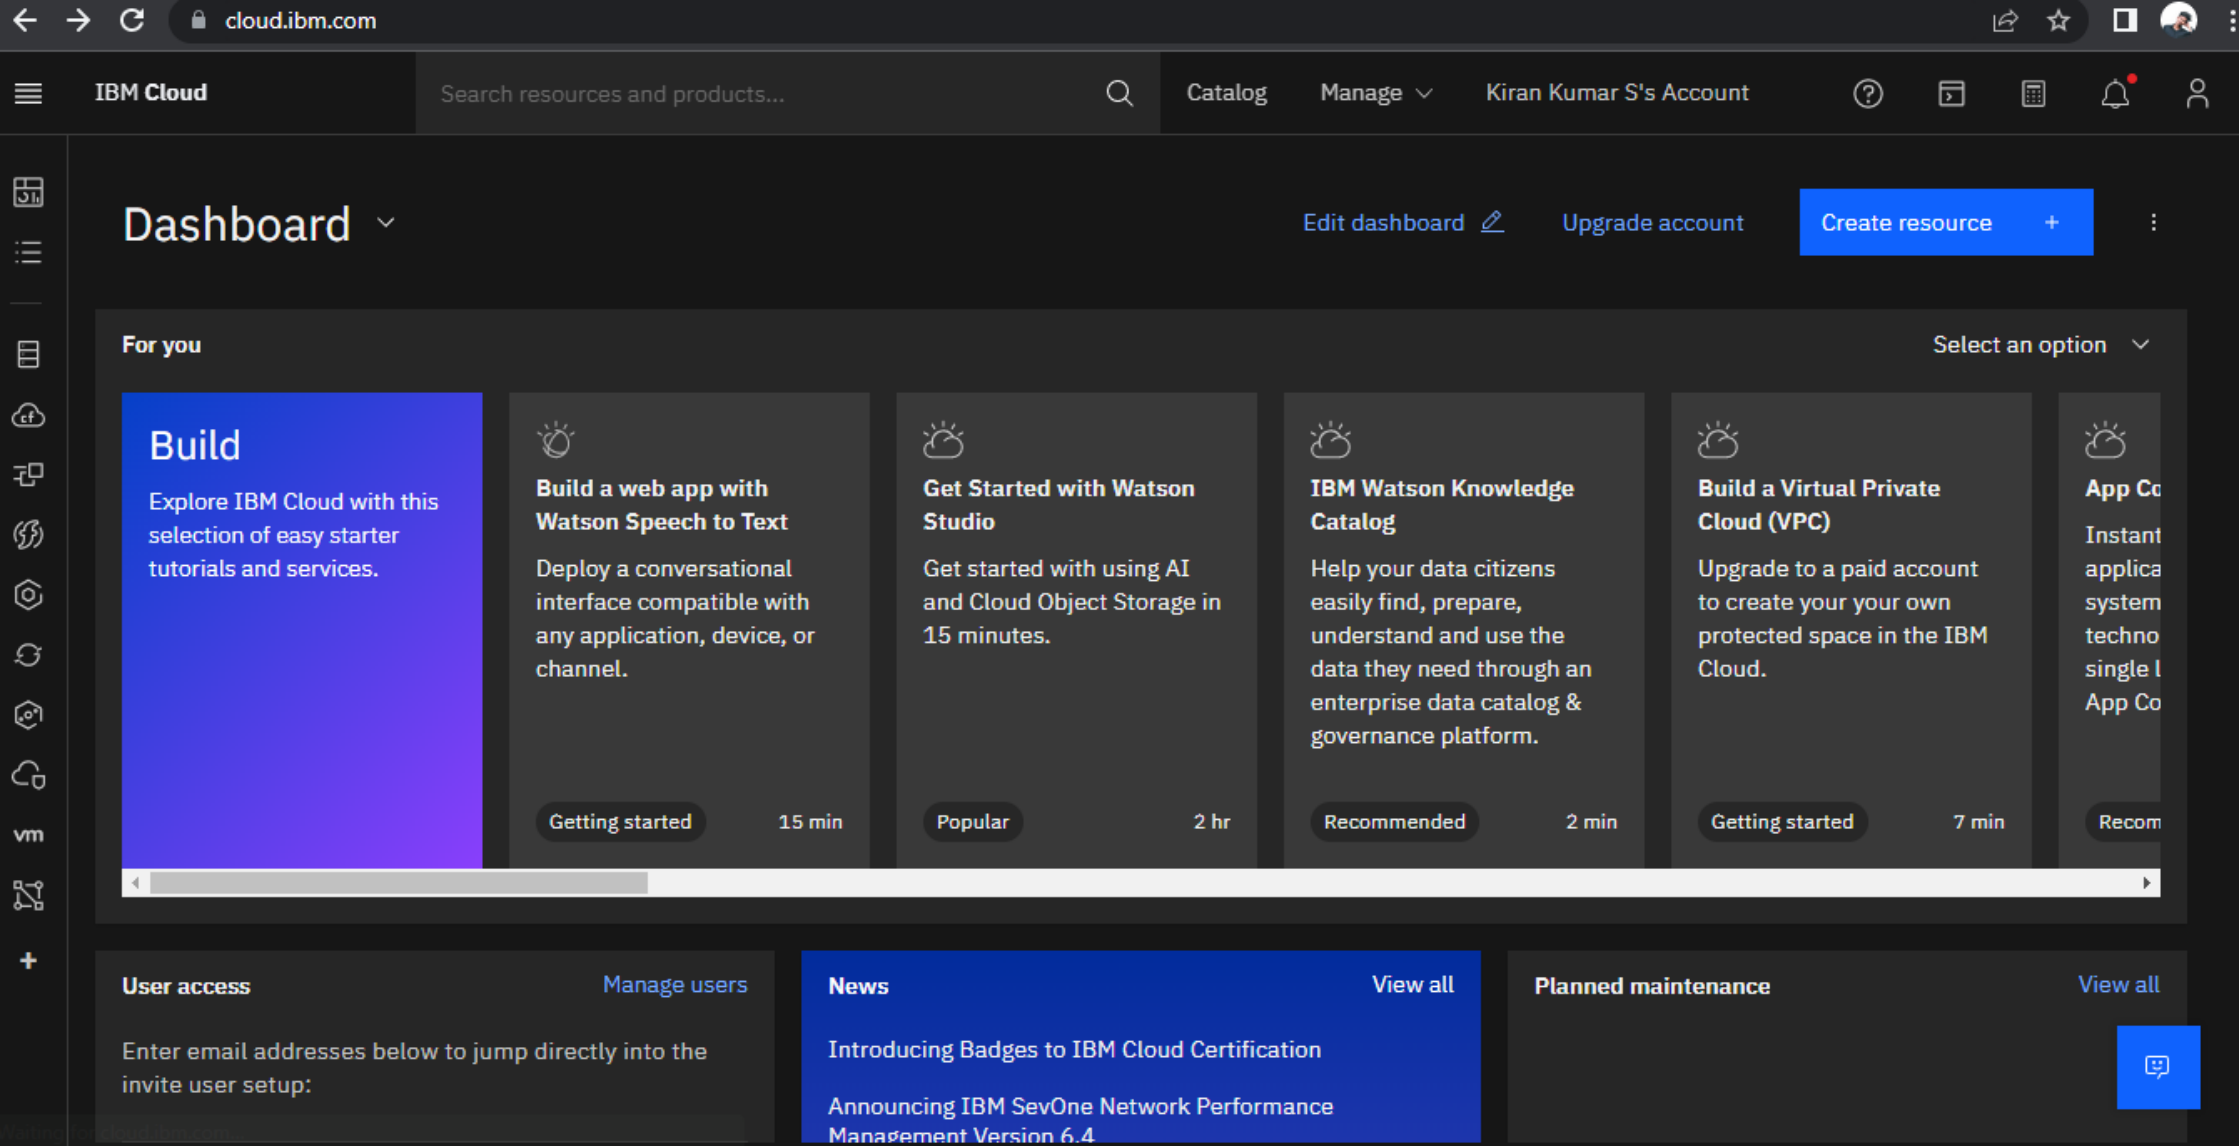 cloud.ibm.com
IBM Cloud
Search resources and products...
Catalog
Manage
Kiran Kumar S's Account
Dashboard
Edit dashboard
Upgrade account
Create resource +
For you
Select an option
Build
Explore IBM Cloud with this
selection of easy starter
tutorials and services.
Build a web app with
Watson Speech to Text
Deploy a conversational
interface compatible with
any application, device, or
channel.
Getting started
15 min
Get Started with Watson
Studio
Get started with using AI
and Cloud Object Storage in
15 minutes.
Popular
2 hr
IBM Watson Knowledge
Catalog
Help your data citizens
easily find, prepare,
understand and use the
data they need through an
enterprise data catalog &
governance platform.
Recommended
2 min
Build a Virtual Private
Cloud (VPC)
Upgrade to a paid account
to create your your own
protected space in the IBM
Cloud.
Getting started
7 min
App Co
Instant
applica
system
techno
single l
App Co
Recom
cf
vm
User access
Manage users
Enter email addresses below to jump directly into the
invite user setup:
News
View all
Introducing Badges to IBM Cloud Certification
Announcing IBM SevOne Network Performance
Management Version 6.4
Planned maintenance
View all
Waiting for cloud.ibm.com...